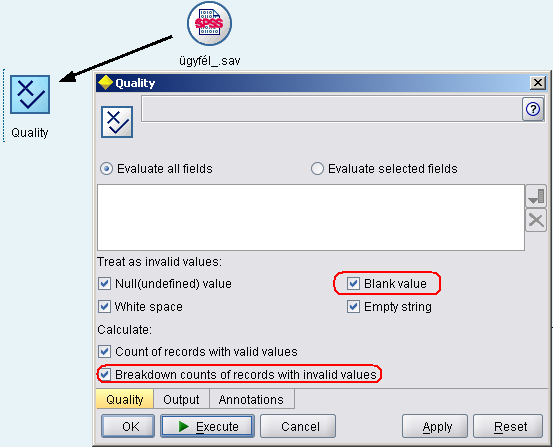 SPSS
ügyfél_.sav
Quality
Quality
?
Evaluate all fields
Evaluate selected fields
Treat as invalid values:
Null(undefined) value
Blank value
White space
Empty string
Calculate:
Count of records with valid values
Breakdown counts of records with invalid values
Quality Output Annotations
OK Execute Cancel Apply Reset